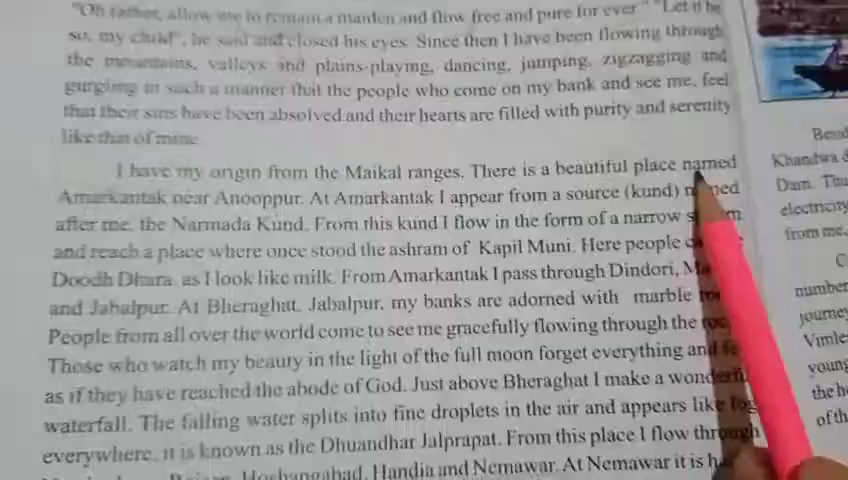 "Oh father, allow me to remain a maiden and flow free and pure for ever." "Let it be
so, my child", he said and closed his eyes. Since then I have been flowing through
the mountains, valleys and plains-playing, dancing, jumping, zigzagging and
gurgling in such a manner that the people who come on my bank and see me, feel
that their sins have been absolved and their hearts are filled with purity and serenity
like that of mine.
I have my origin from the Maikal ranges. There is a beautiful place named
Amarkantak near Anooppur. At Amarkantak I appear from a source (kund) named
after me, the Narmada Kund. From this kund I flow in the form of a narrow
and reach a place where once stood the ashram of Kapil Muni. Here people
Doodh Dhara as I look like milk. From Amarkantak I pass through Dindori,
and Jabalpur. At Bheraghat, Jabalpur, my banks are adorned with marble
People from all over the world come to see me gracefully flowing through the
Those who watch my beauty in the light of the full moon forget everything and
as if they have reached the abode of God. Just above Bheraghat I make a wonderful
waterfall. The falling water splits into fine droplets in the air and appears like fog
everywhere, it is known as the Dhuandhar Jalprapat. From this place I flow through
Hoshangabad, Handia and Nemawar. At Nemawar it is
Khandwa
Dam.
electricity
from me.
number
journey
Vimle
young
the h
of th